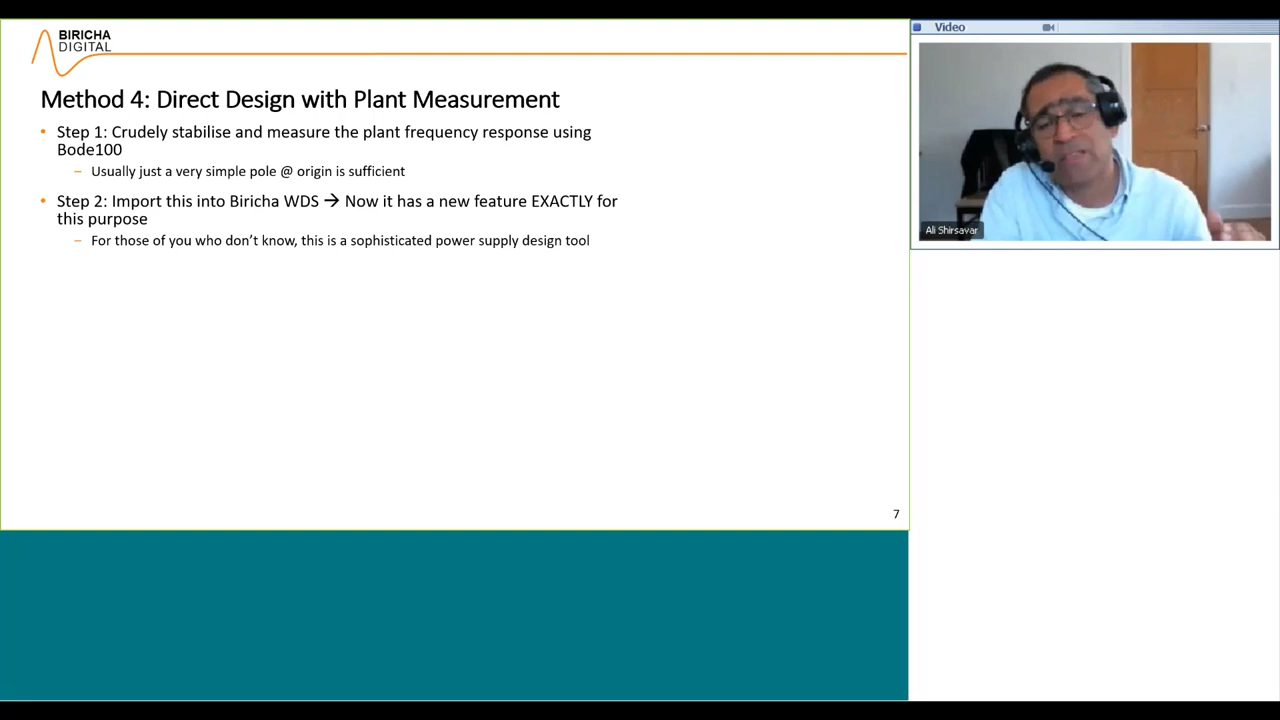 BIRICHA
DIGITAL
Method 4: Direct Design with Plant Measurement
• Step 1: Crudely stabilise and measure the plant frequency response using
Bode100
– Usually just a very simple pole @ origin is sufficient
• Step 2: Import this into Biricha WDS → Now it has a new feature EXACTLY for
this purpose
– For those of you who don't know, this is a sophisticated power supply design tool
7
Video
Ali Shirsavar